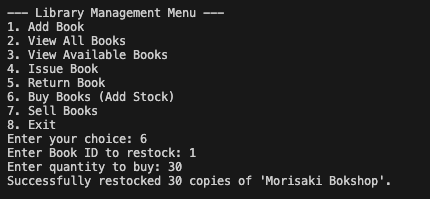 --- Library Management Menu ---
1. Add Book
2. View All Books
3. View Available Books
4. Issue Book
5. Return Book
6. Buy Books (Add Stock)
7. Sell Books
8. Exit
Enter your choice: 6
Enter Book ID to restock: 1
Enter quantity to buy: 30
Successfully restocked 30 copies of 'Morisaki Bokshop'.